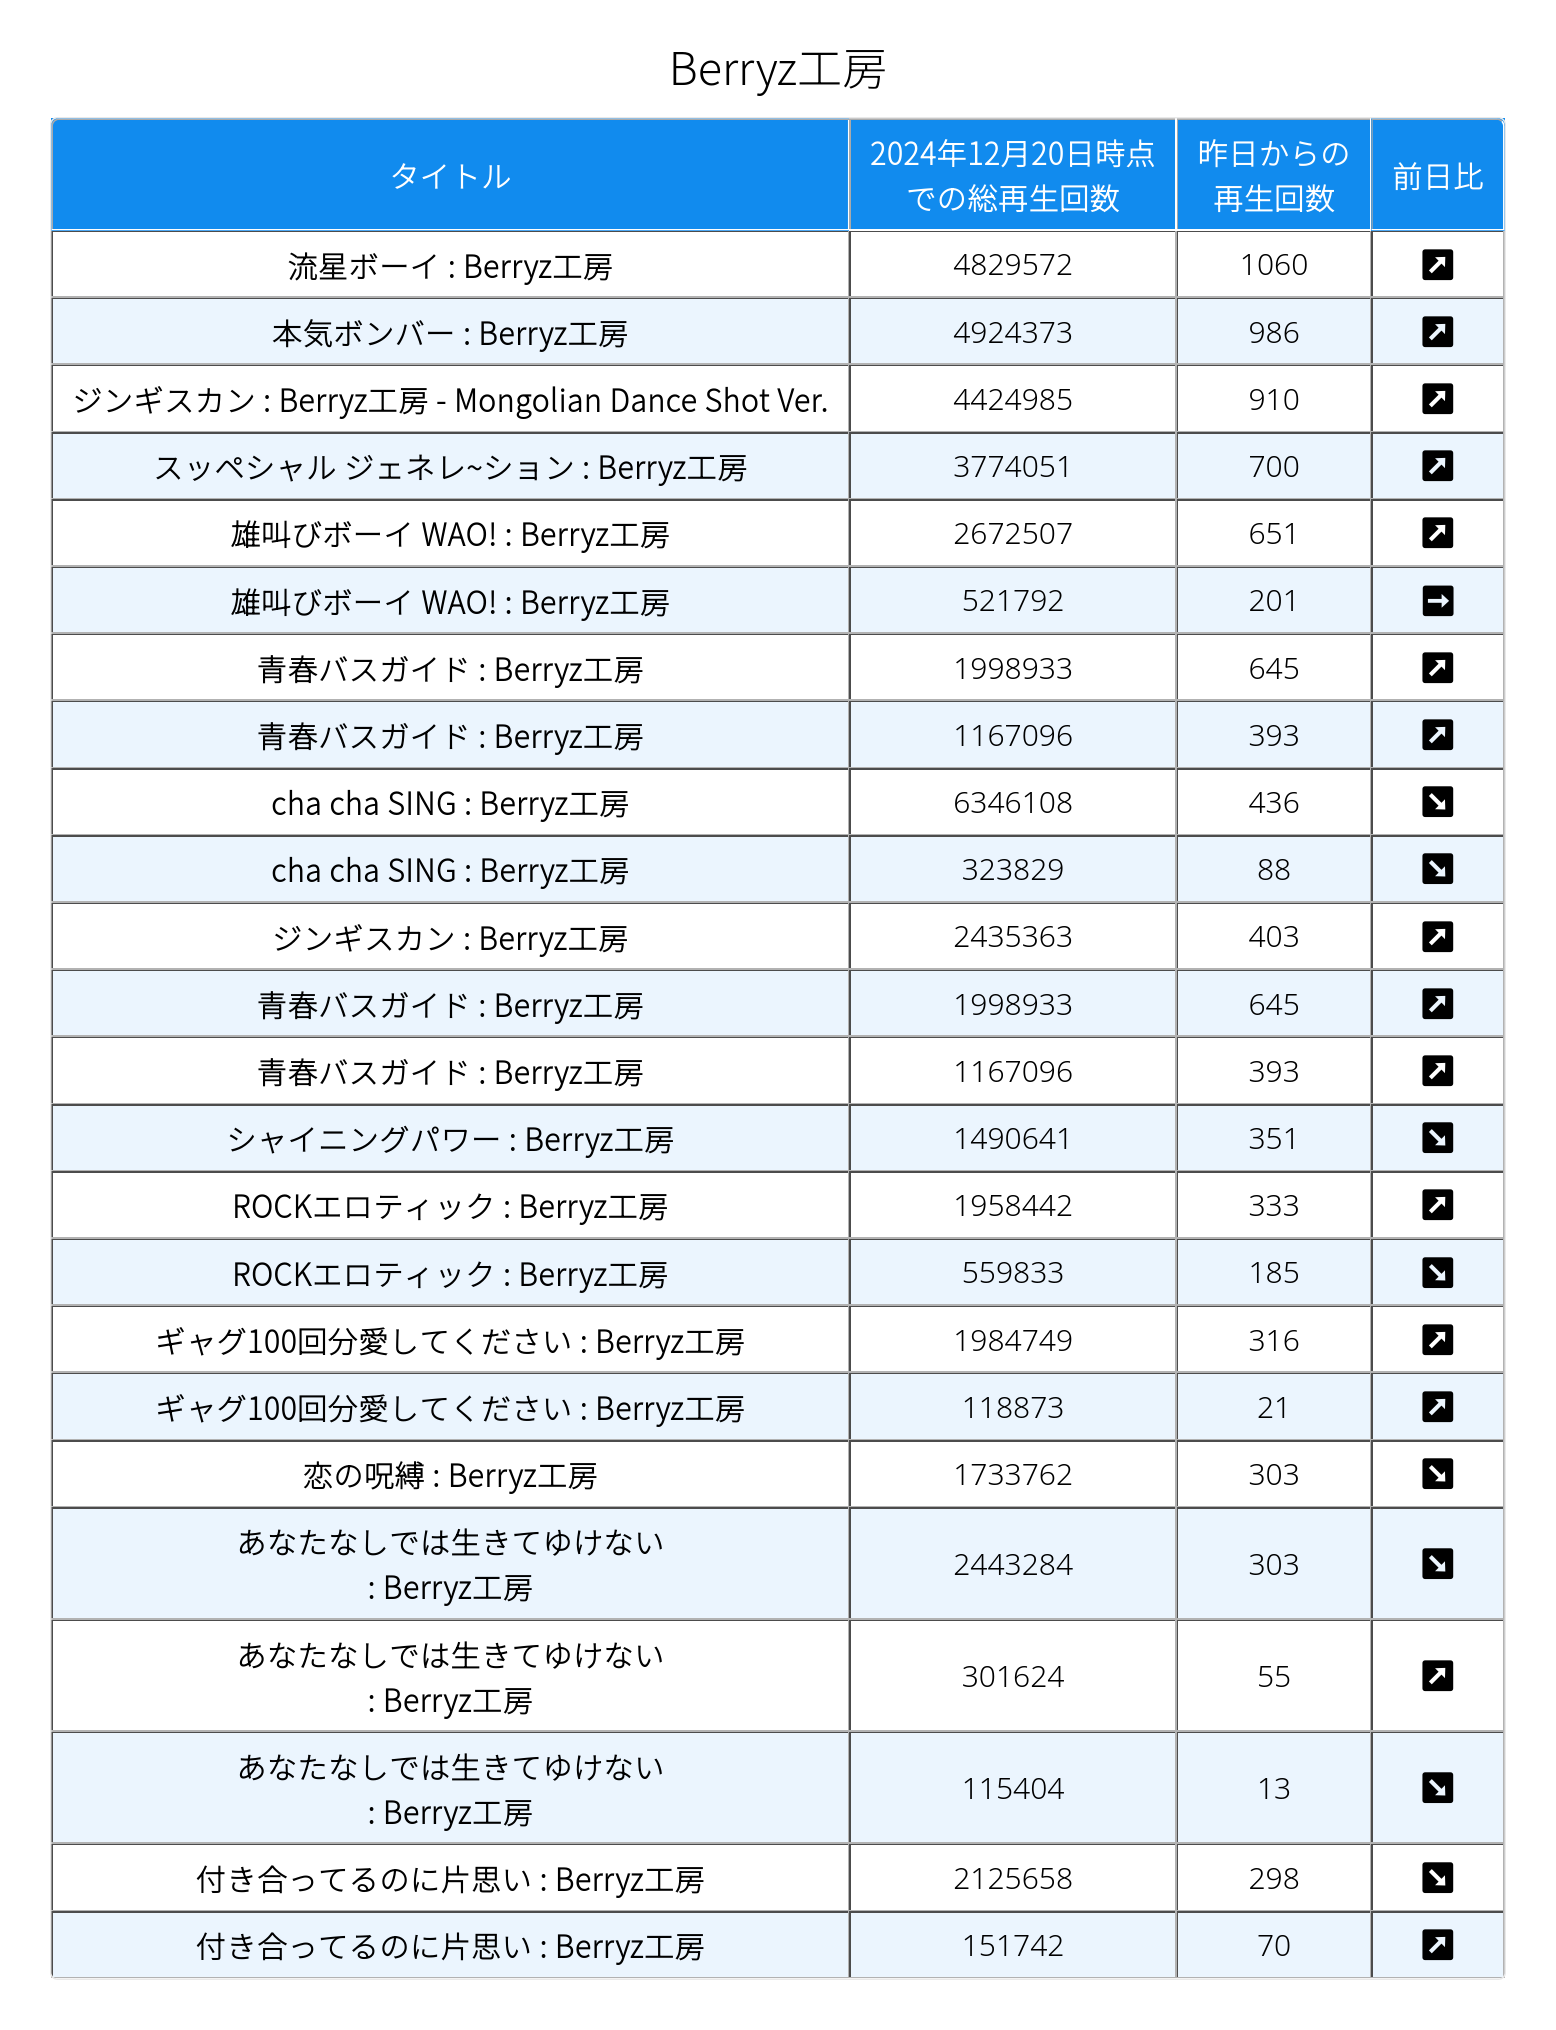 Berryz工房
タイトル 2024年12月20日時点 昨日からの 前日比
での総再生回数 再生回数
流星ボーイ : Berryz工房 4829572 1060 ↗
本気ボンバー : Berryz工房 4924373 986 ↗
ジンギスカン : Berryz工房 - Mongolian Dance Shot Ver. 4424985 910 ↗
スッペシャル ジェネレ~ション : Berryz工房 3774051 700 ↗
雄叫びボーイ WAO! : Berryz工房 2672507 651 ↗
雄叫びボーイ WAO! : Berryz工房 521792 201 →
青春バスガイド : Berryz工房 1998933 645 ↗
青春バスガイド : Berryz工房 1167096 393 ↗
cha cha SING : Berryz工房 6346108 436 ↘
cha cha SING : Berryz工房 323829 88 ↘
ジンギスカン : Berryz工房 2435363 403 ↗
青春バスガイド : Berryz工房 1998933 645 ↗
青春バスガイド : Berryz工房 1167096 393 ↗
シャイニングパワー : Berryz工房 1490641 351 ↘
ROCKエロティック : Berryz工房 1958442 333 ↗
ROCKエロティック : Berryz工房 559833 185 ↘
ギャグ100回分愛してください : Berryz工房 1984749 316 ↗
ギャグ100回分愛してください : Berryz工房 118873 21 ↗
恋の呪縛 : Berryz工房 1733762 303 ↘
あなたなしでは生きてゆけない
: Berryz工房 2443284 303 ↘
あなたなしでは生きてゆけない
: Berryz工房 301624 55 ↗
あなたなしでは生きてゆけない
: Berryz工房 115404 13 ↘
付き合ってるのに片思い : Berryz工房 2125658 298 ↘
付き合ってるのに片思い : Berryz工房 151742 70 ↗